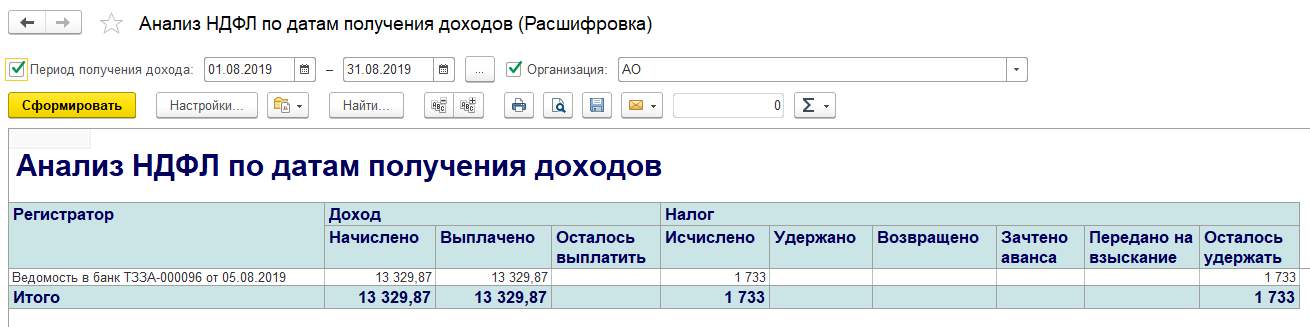 Анализ НДФЛ по датам получения доходов (Расшифровка)
Период получения дохода: 01.08.2019 – 31.08.2019 ... Организация: АО
Сформировать Настройки... Найти... 0 Σ
Анализ НДФЛ по датам получения доходов
Регистратор Доход Налог
Начислено Выплачено Осталось выплатить Исчислено Удержано Возвращено Зачтено аванса Передано на взыскание Осталось удержать
Ведомость в банк ТЗЗА-000096 от 05.08.2019 13 329,87 13 329,87 1 733 1 733
Итого 13 329,87 13 329,87 1 733 1 733